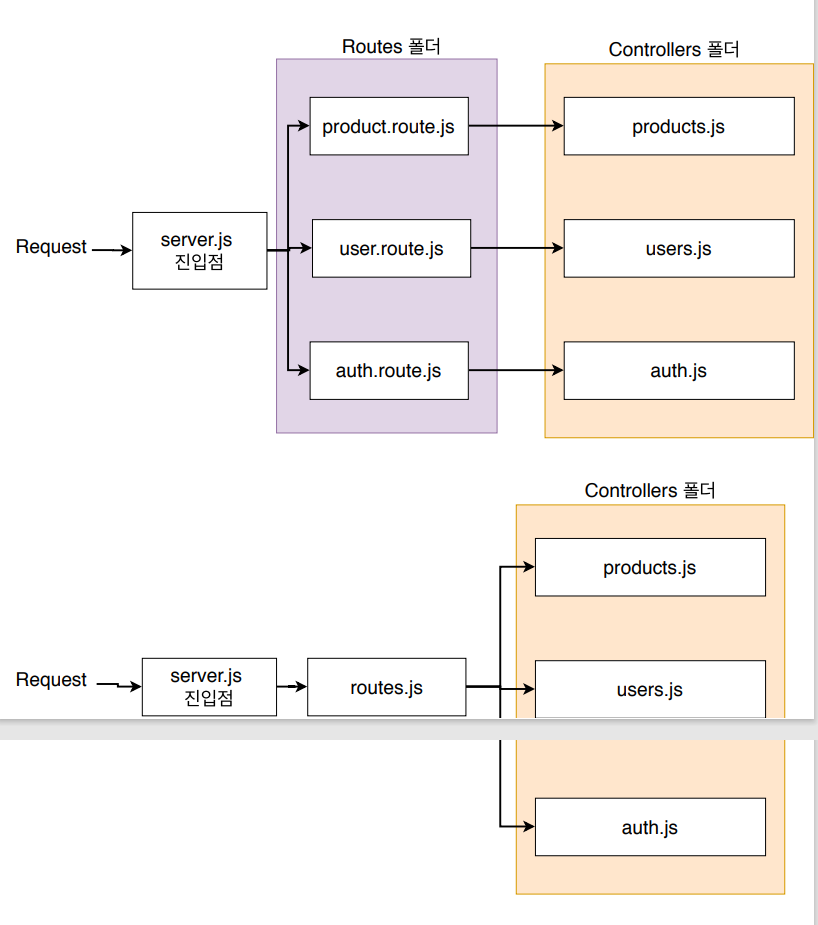 Routes 폴더
Controllers 폴더
product.route.js
products.js
Request
server.js
진입점
user.route.js
users.js
auth.route.js
auth.js
Controllers 폴더
products.js
Request
server.js
진입점
routes.js
users.js
auth.js